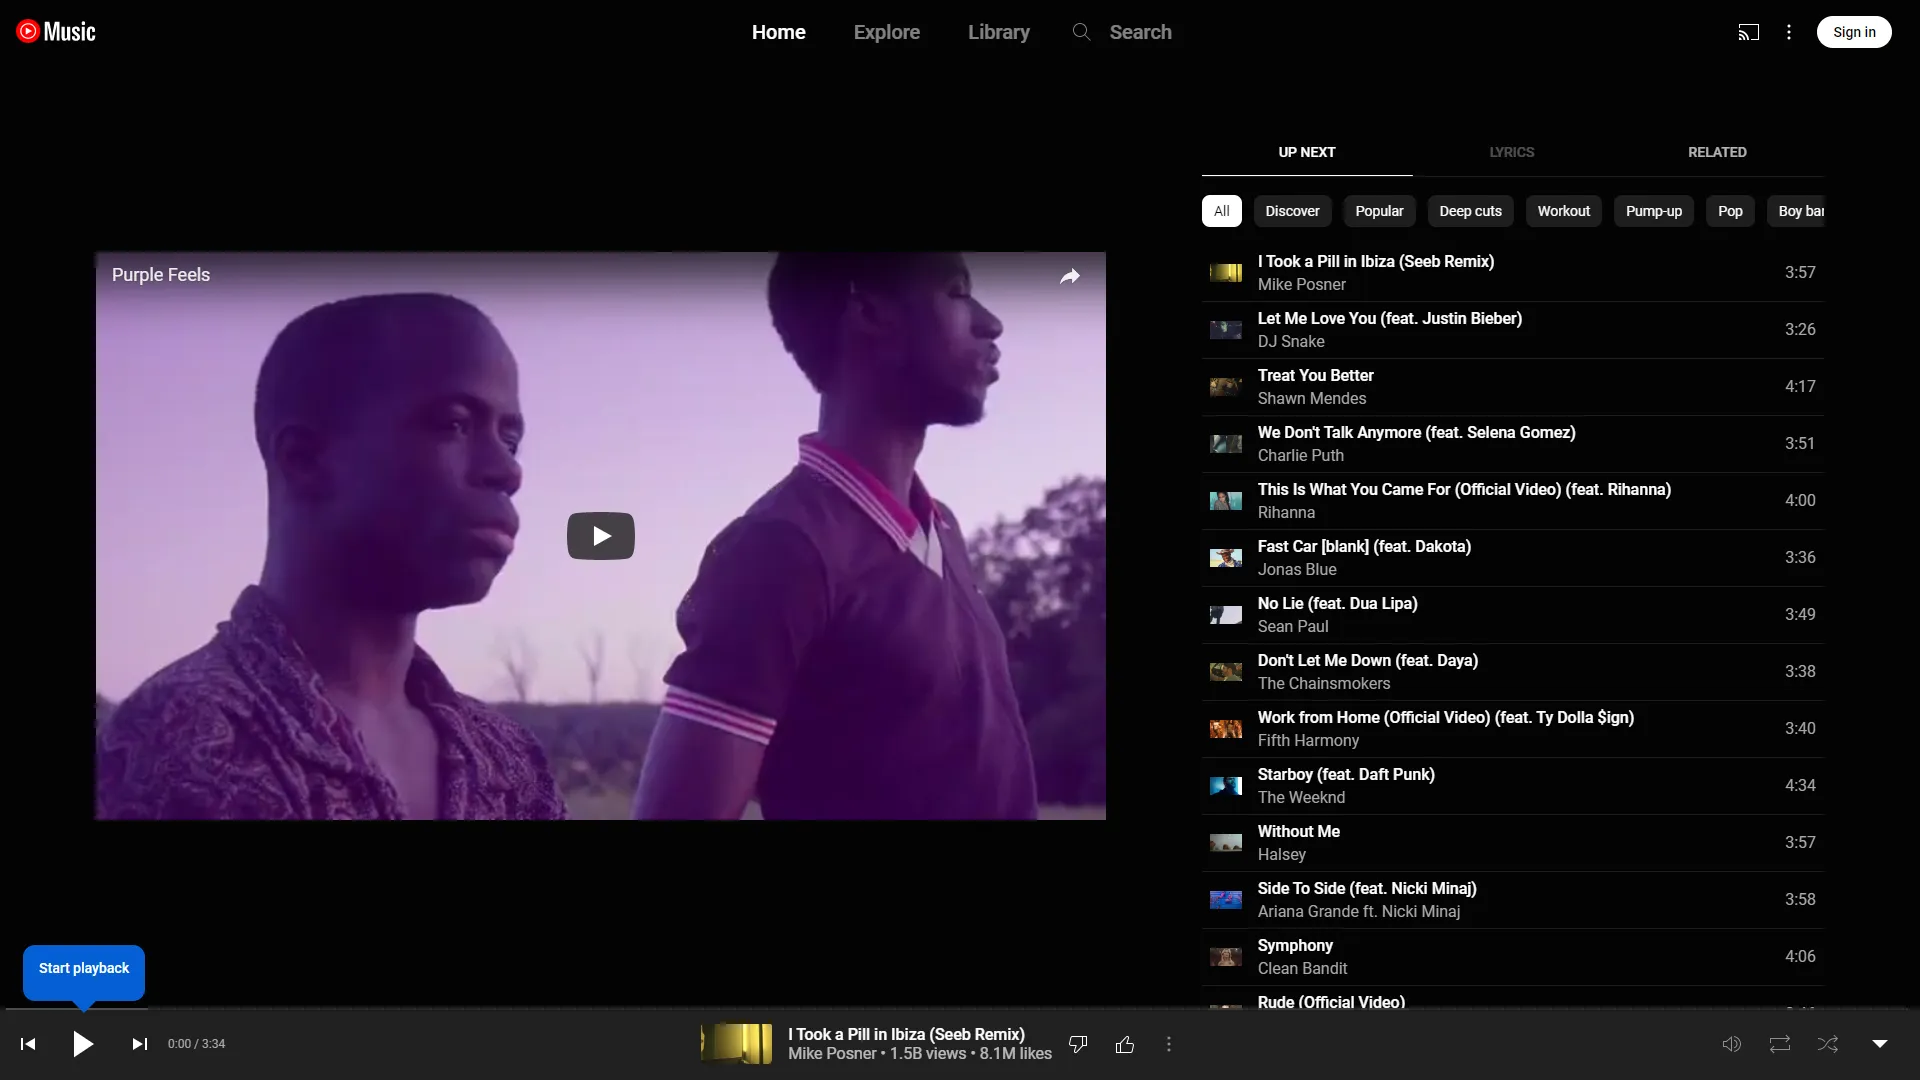 Music
Home
Explore
Library
Search
Sign in
UP NEXT
LYRICS
RELATED
All
Discover
Popular
Deep cuts
Workout
Pump-up
Pop
Boy bar
Purple Feels
I Took a Pill in Ibiza (Seeb Remix)
Mike Posner
3:57
Let Me Love You (feat. Justin Bieber)
DJ Snake
3:26
Treat You Better
Shawn Mendes
4:17
We Don't Talk Anymore (feat. Selena Gomez)
Charlie Puth
3:51
This Is What You Came For (Official Video) (feat. Rihanna)
Rihanna
4:00
Fast Car [blank] (feat. Dakota)
Jonas Blue
3:36
No Lie (feat. Dua Lipa)
Sean Paul
3:49
Don't Let Me Down (feat. Daya)
The Chainsmokers
3:38
Work from Home (Official Video) (feat. Ty Dolla $ign)
Fifth Harmony
3:40
Starboy (feat. Daft Punk)
The Weeknd
4:34
Without Me
Halsey
3:57
Side To Side (feat. Nicki Minaj)
Ariana Grande ft. Nicki Minaj
3:58
Symphony
Clean Bandit
4:06
Rude (Official Video)
Start playback
0:00 / 3:34
I Took a Pill in Ibiza (Seeb Remix)
Mike Posner • 1.5B views • 8.1M likes